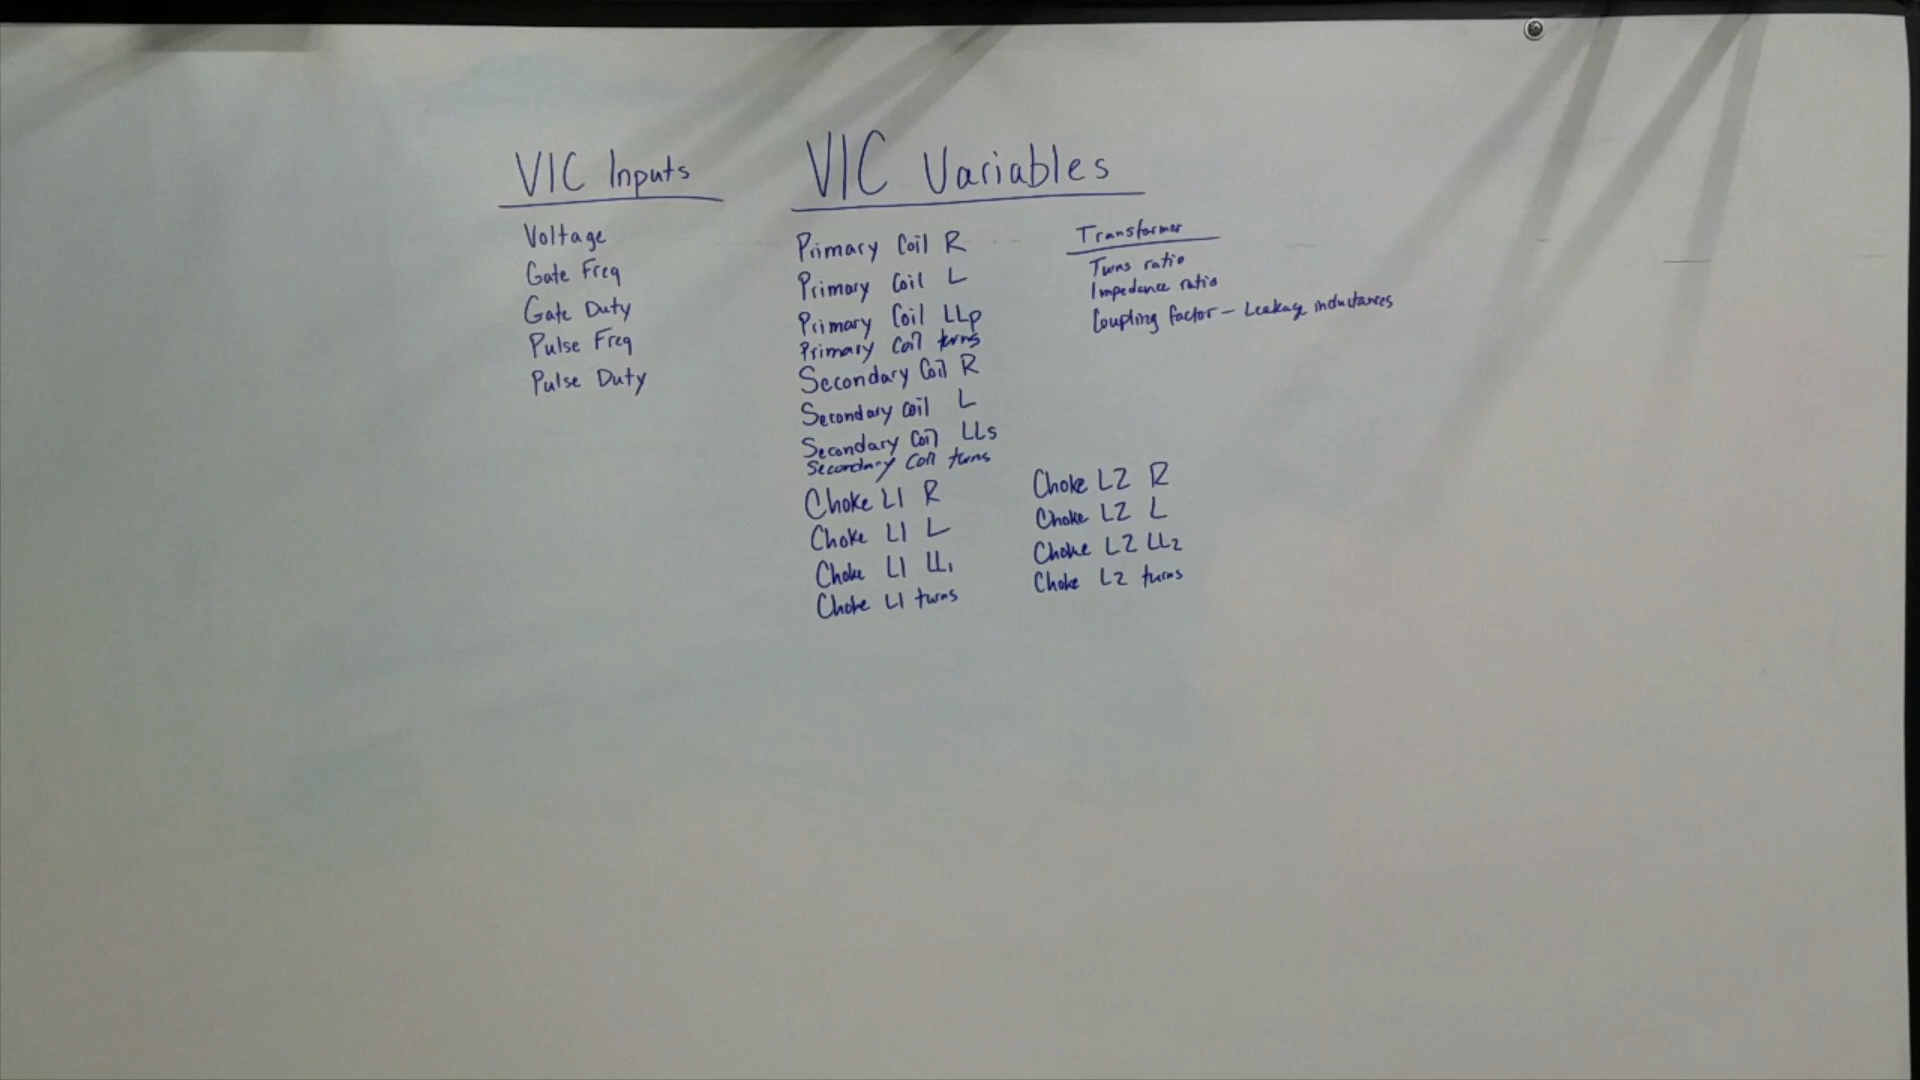 VIC Inputs
Voltage
Gate Freq
Gate Duty
Pulse Freq
Pulse Duty
VIC Variables
Primary Coil R
Primary Coil L
Primary Coil LLp
Primary Coil turns
Secondary Coil R
Secondary Coil L
Secondary Coil LLs
Secondary Coil turns
Choke L1 R
Choke L1 L
Choke L1 LL1
Choke L1 turns
Transformer
Turns ratio
Impedance ratio
Coupling factor - Leakage inductances
Choke L2 R
Choke L2 L
Choke L2 LL2
Choke L2 turns